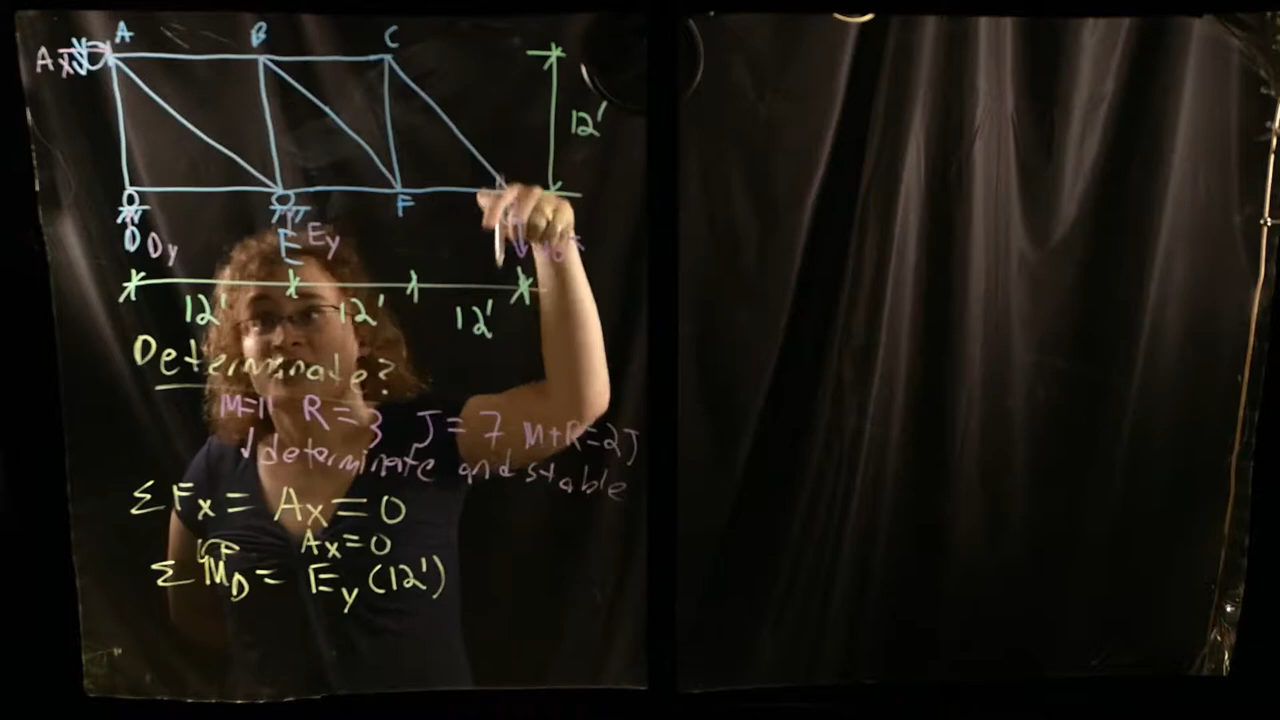 A B C
Ax
12'
F
D Dy E Ey
12' 12' 12'
Determinate?
M=11 R=3 J=7 M+R=2J
determinate and stable
ΣFx = Ax = 0
Ax=0
ΣMD = Ey(12')